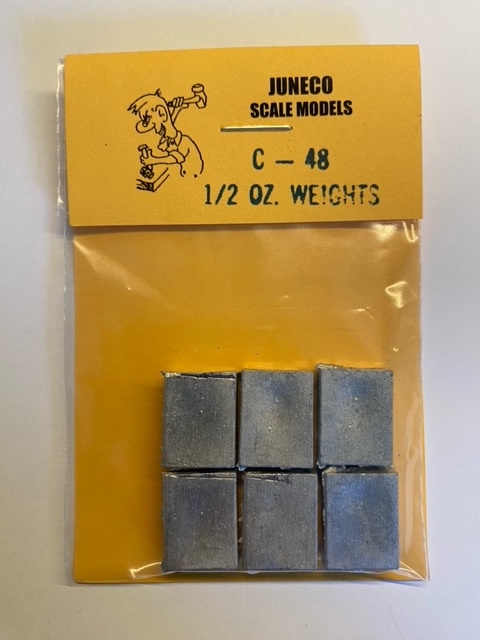 JUNECO
SCALE MODELS
C - 48
1/2 OZ. WEIGHTS